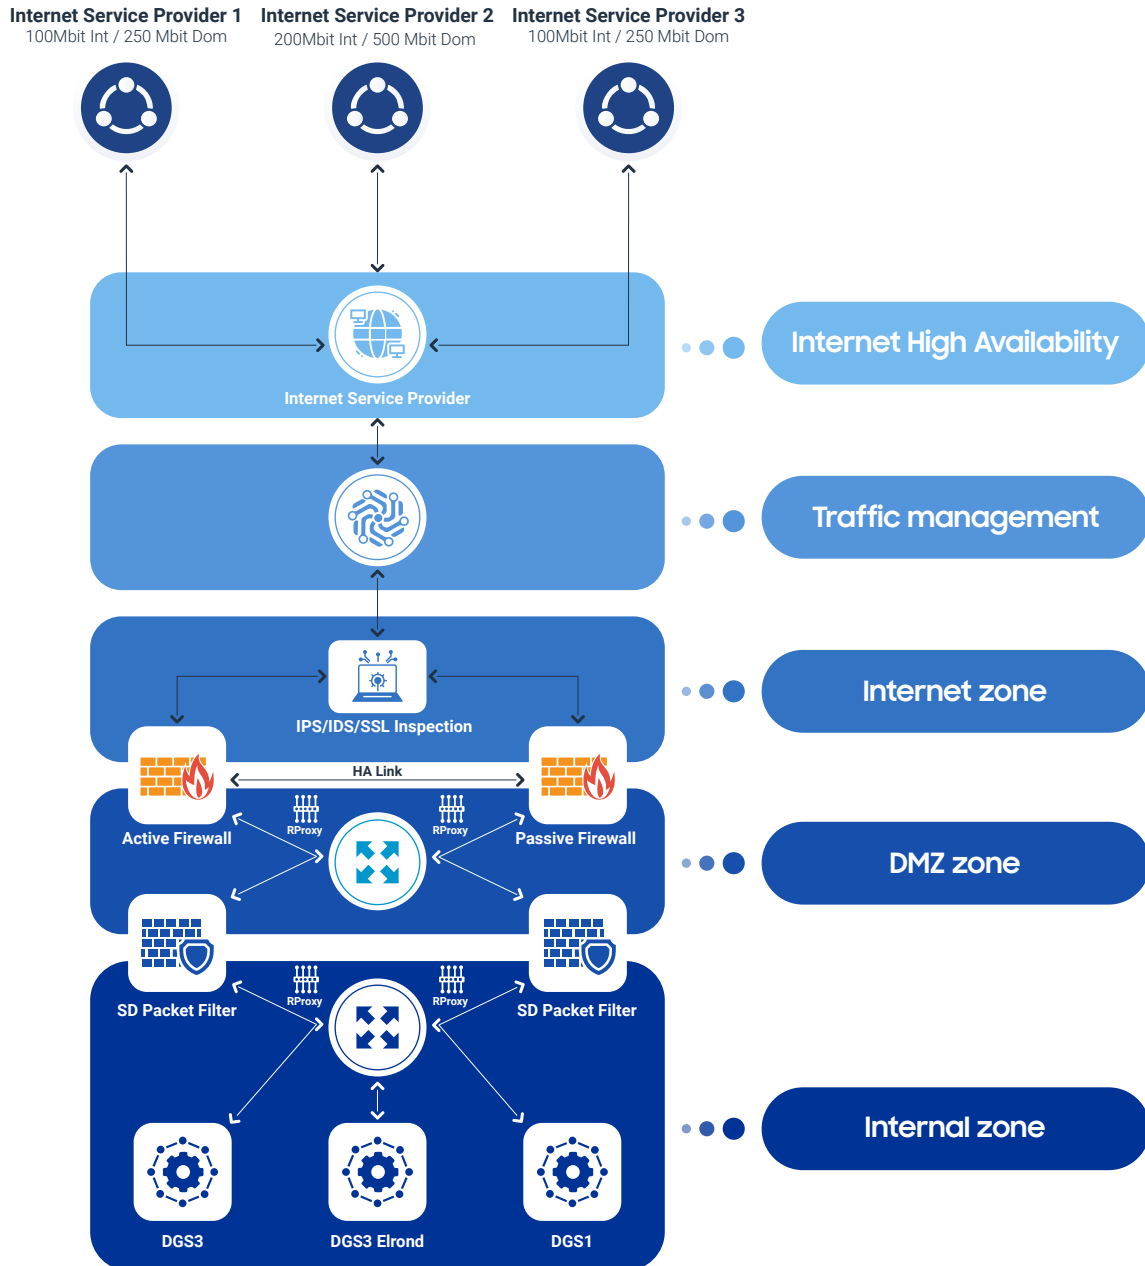 Internet Service Provider 1
100Mbit Int / 250 Mbit Dom
Internet Service Provider 2
200Mbit Int / 500 Mbit Dom
Internet Service Provider 3
100Mbit Int / 250 Mbit Dom
Internet Service Provider
Internet High Availability
Traffic management
IPS/IDS/SSL Inspection
Internet zone
HA Link
Active Firewall
RProxy
RProxy
Passive Firewall
DMZ zone
SD Packet Filter
RProxy
RProxy
SD Packet Filter
Internal zone
DGS3
DGS3 Elrond
DGS1